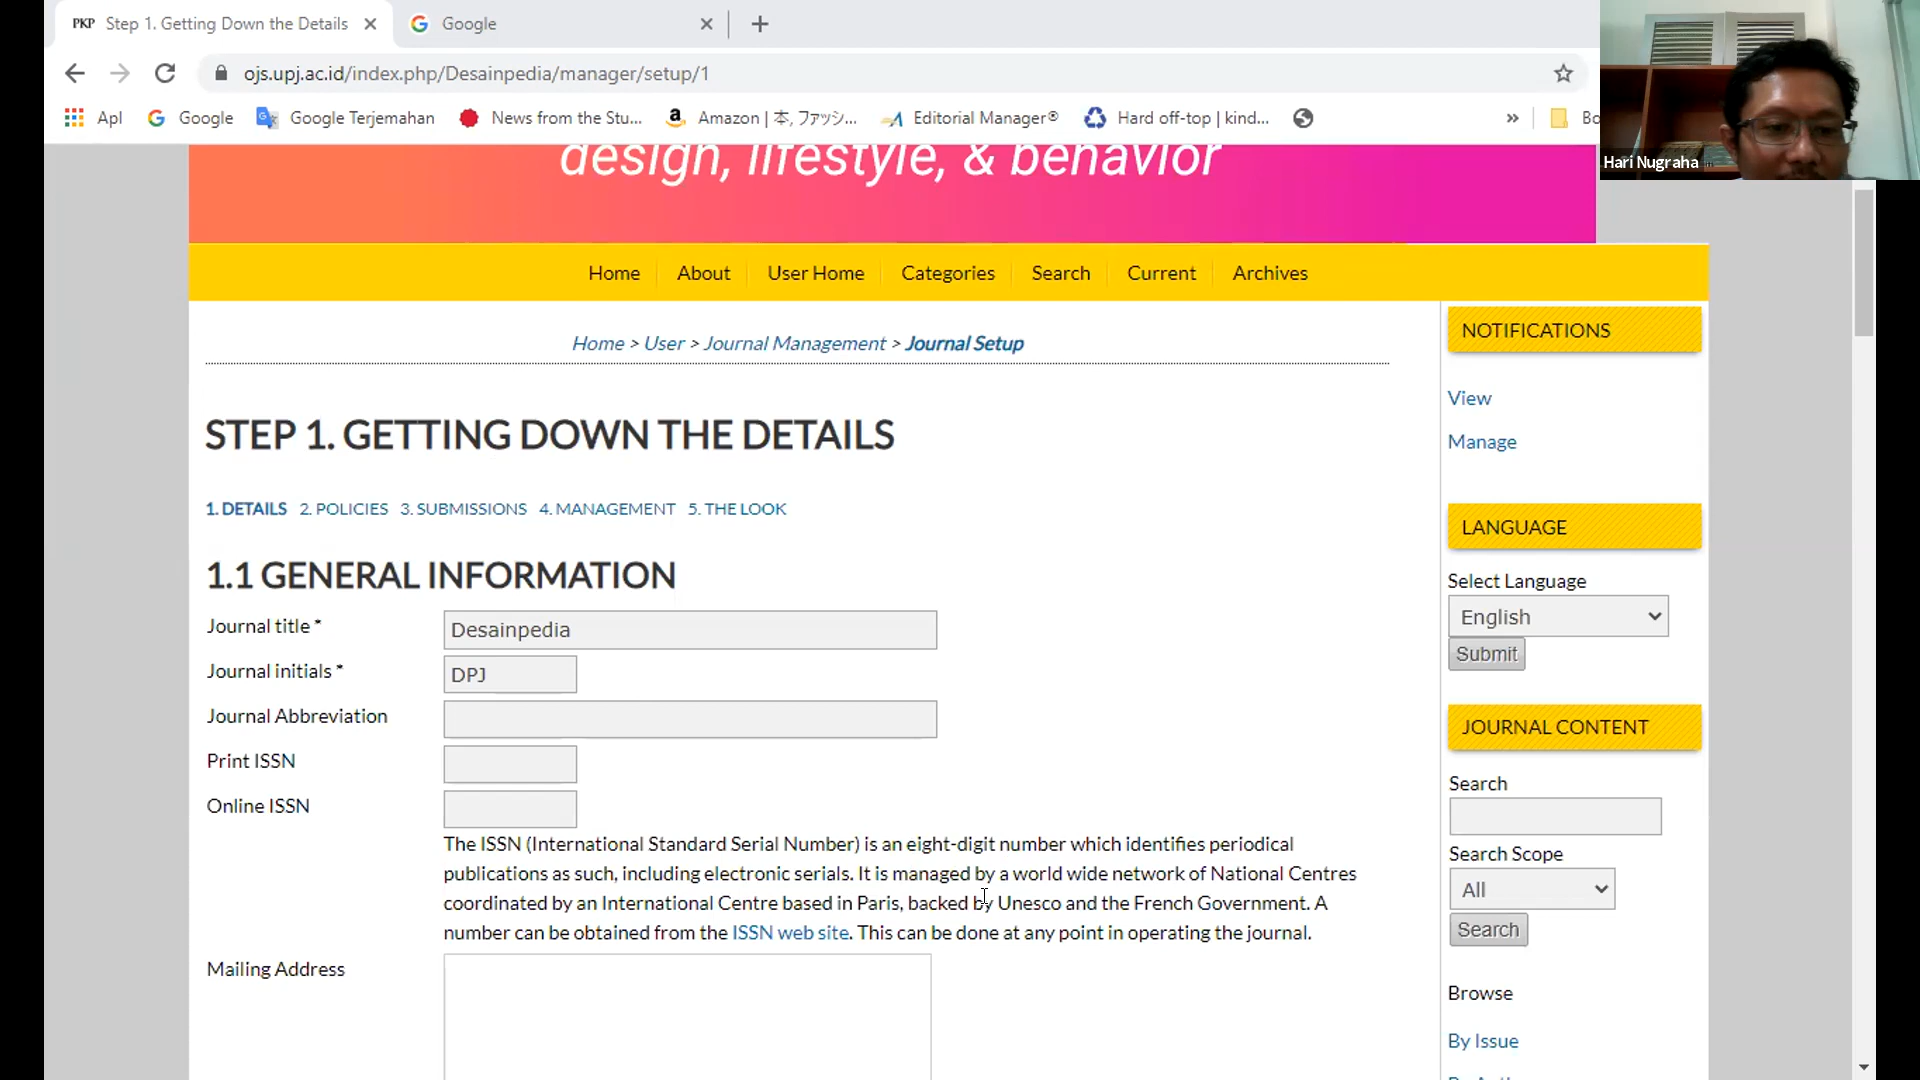 PKP Step 1. Getting Down the Details
Google
ojs.upj.ac.id/index.php/Desainpedia/manager/setup/1
Apl Google Google Terjemahan News from the Stu... Amazon | 本, ファッシ... Editorial Manager® Hard off-top | kind... » Bo
Hari Nugraha
design, lifestyle, & behavior
Home About User Home Categories Search Current Archives
Home > User > Journal Management > Journal Setup
STEP 1. GETTING DOWN THE DETAILS
1. DETAILS 2. POLICIES 3. SUBMISSIONS 4. MANAGEMENT 5. THE LOOK
1.1 GENERAL INFORMATION
Journal title * Desainpedia
Journal initials * DPJ
Journal Abbreviation
Print ISSN
Online ISSN
The ISSN (International Standard Serial Number) is an eight-digit number which identifies periodical
publications as such, including electronic serials. It is managed by a world wide network of National Centres
coordinated by an International Centre based in Paris, backed by Unesco and the French Government. A
number can be obtained from the ISSN web site. This can be done at any point in operating the journal.
Mailing Address
NOTIFICATIONS
View
Manage
LANGUAGE
Select Language
English
Submit
JOURNAL CONTENT
Search
Search Scope
All
Search
Browse
By Issue